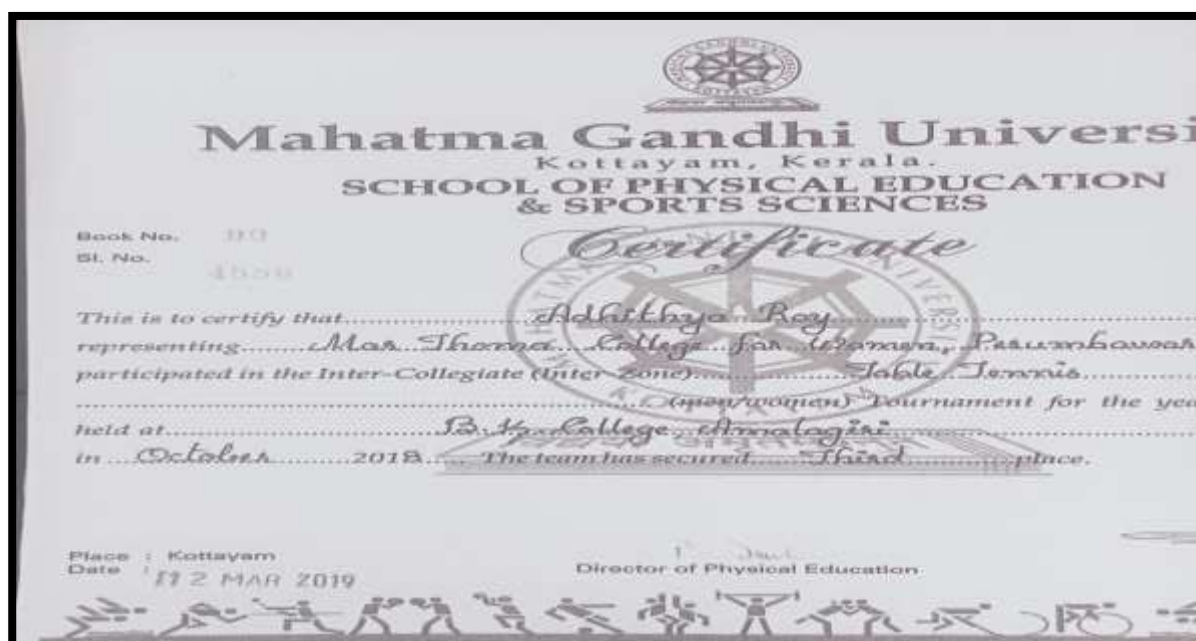 Mahatma Gandhi Universi
Kottayam, Kerala.
SCHOOL OF PHYSICAL EDUCATION
& SPORTS SCIENCES
Certificate
Book No.
Sl. No.
This is to certify that Adhithya Roy
representing Mar Thoma College for Women, Perumbavoor
participated in the Inter-Collegiate (Inter Zone) Table Tennis
(men/women) Tournament for the yea
held at B.K. College, Amalagiri
in October 2018 The team has secured Third place.
Place : Kottayam
Date : 12 MAR 2019
Director of Physical Education